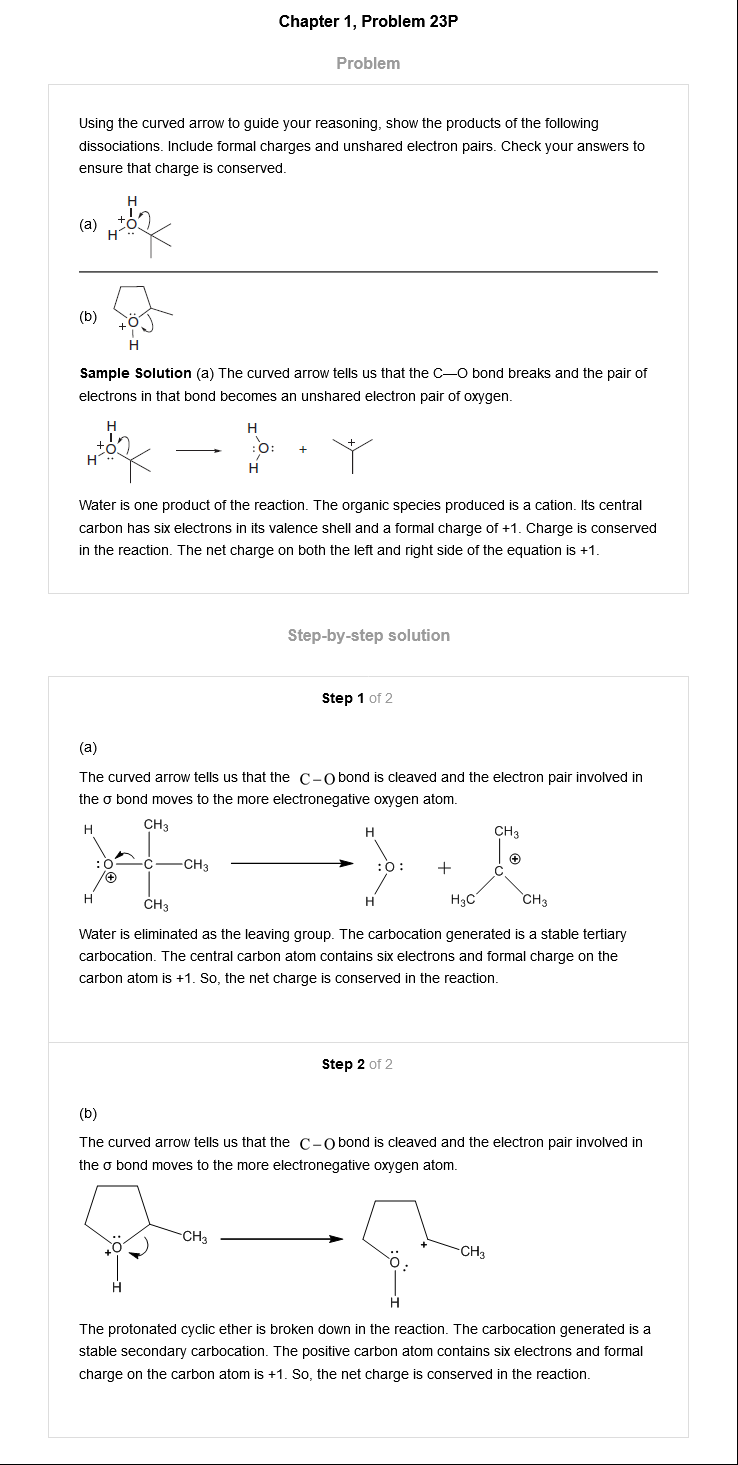 Chapter 1, Problem 23P
Problem
Using the curved arrow to guide your reasoning, show the products of the following
dissociations. Include formal charges and unshared electron pairs. Check your answers to
ensure that charge is conserved.
(a)
H
+
O
H
(b)
+O
H
Sample Solution (a) The curved arrow tells us that the C—O bond breaks and the pair of
electrons in that bond becomes an unshared electron pair of oxygen.
H
+
O
H
H
:O:
H
+
+
Water is one product of the reaction. The organic species produced is a cation. Its central
carbon has six electrons in its valence shell and a formal charge of +1. Charge is conserved
in the reaction. The net charge on both the left and right side of the equation is +1.
Step-by-step solution
Step 1 of 2
(a)
The curved arrow tells us that the C–O bond is cleaved and the electron pair involved in
the σ bond moves to the more electronegative oxygen atom.
H
CH3
:O
C
CH3
⊕
H
CH3
H
:O:
H
+
CH3
⊕
C
H3C
CH3
Water is eliminated as the leaving group. The carbocation generated is a stable tertiary
carbocation. The central carbon atom contains six electrons and formal charge on the
carbon atom is +1. So, the net charge is conserved in the reaction.
Step 2 of 2
(b)
The curved arrow tells us that the C–O bond is cleaved and the electron pair involved in
the σ bond moves to the more electronegative oxygen atom.
CH3
+O
H
+
CH3
O:
H
The protonated cyclic ether is broken down in the reaction. The carbocation generated is a
stable secondary carbocation. The positive carbon atom contains six electrons and formal
charge on the carbon atom is +1. So, the net charge is conserved in the reaction.